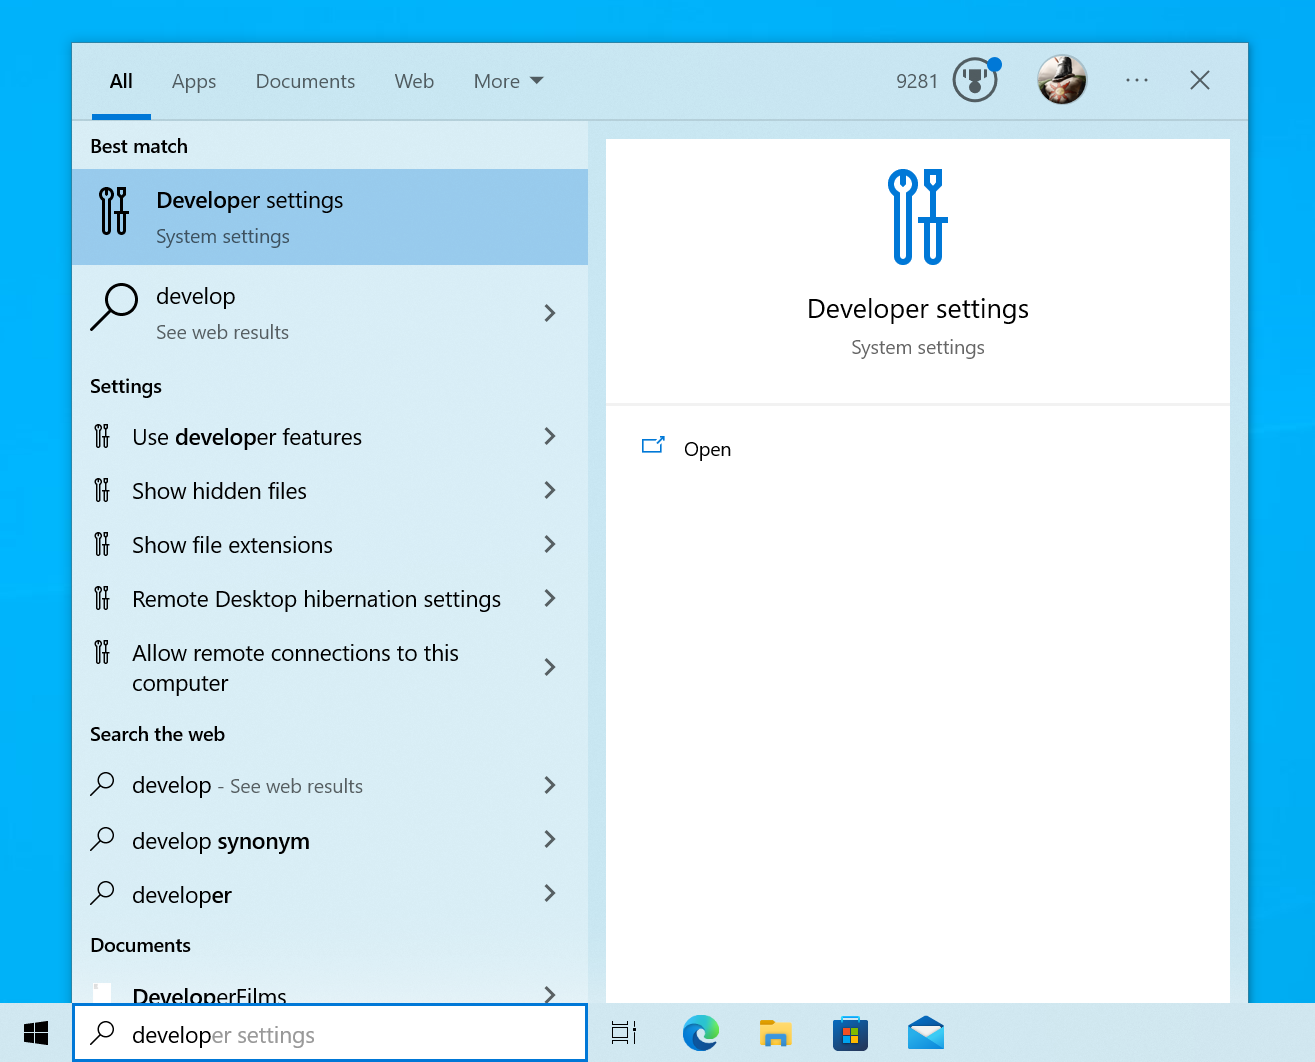 All Apps Documents Web More 9281 ...
Best match
Developer settings
System settings
develop
See web results
Settings
Use developer features
Show hidden files
Show file extensions
Remote Desktop hibernation settings
Allow remote connections to this
computer
Search the web
develop - See web results
develop synonym
developer
Documents
DeveloperFilms
developer settings
Developer settings
System settings
Open